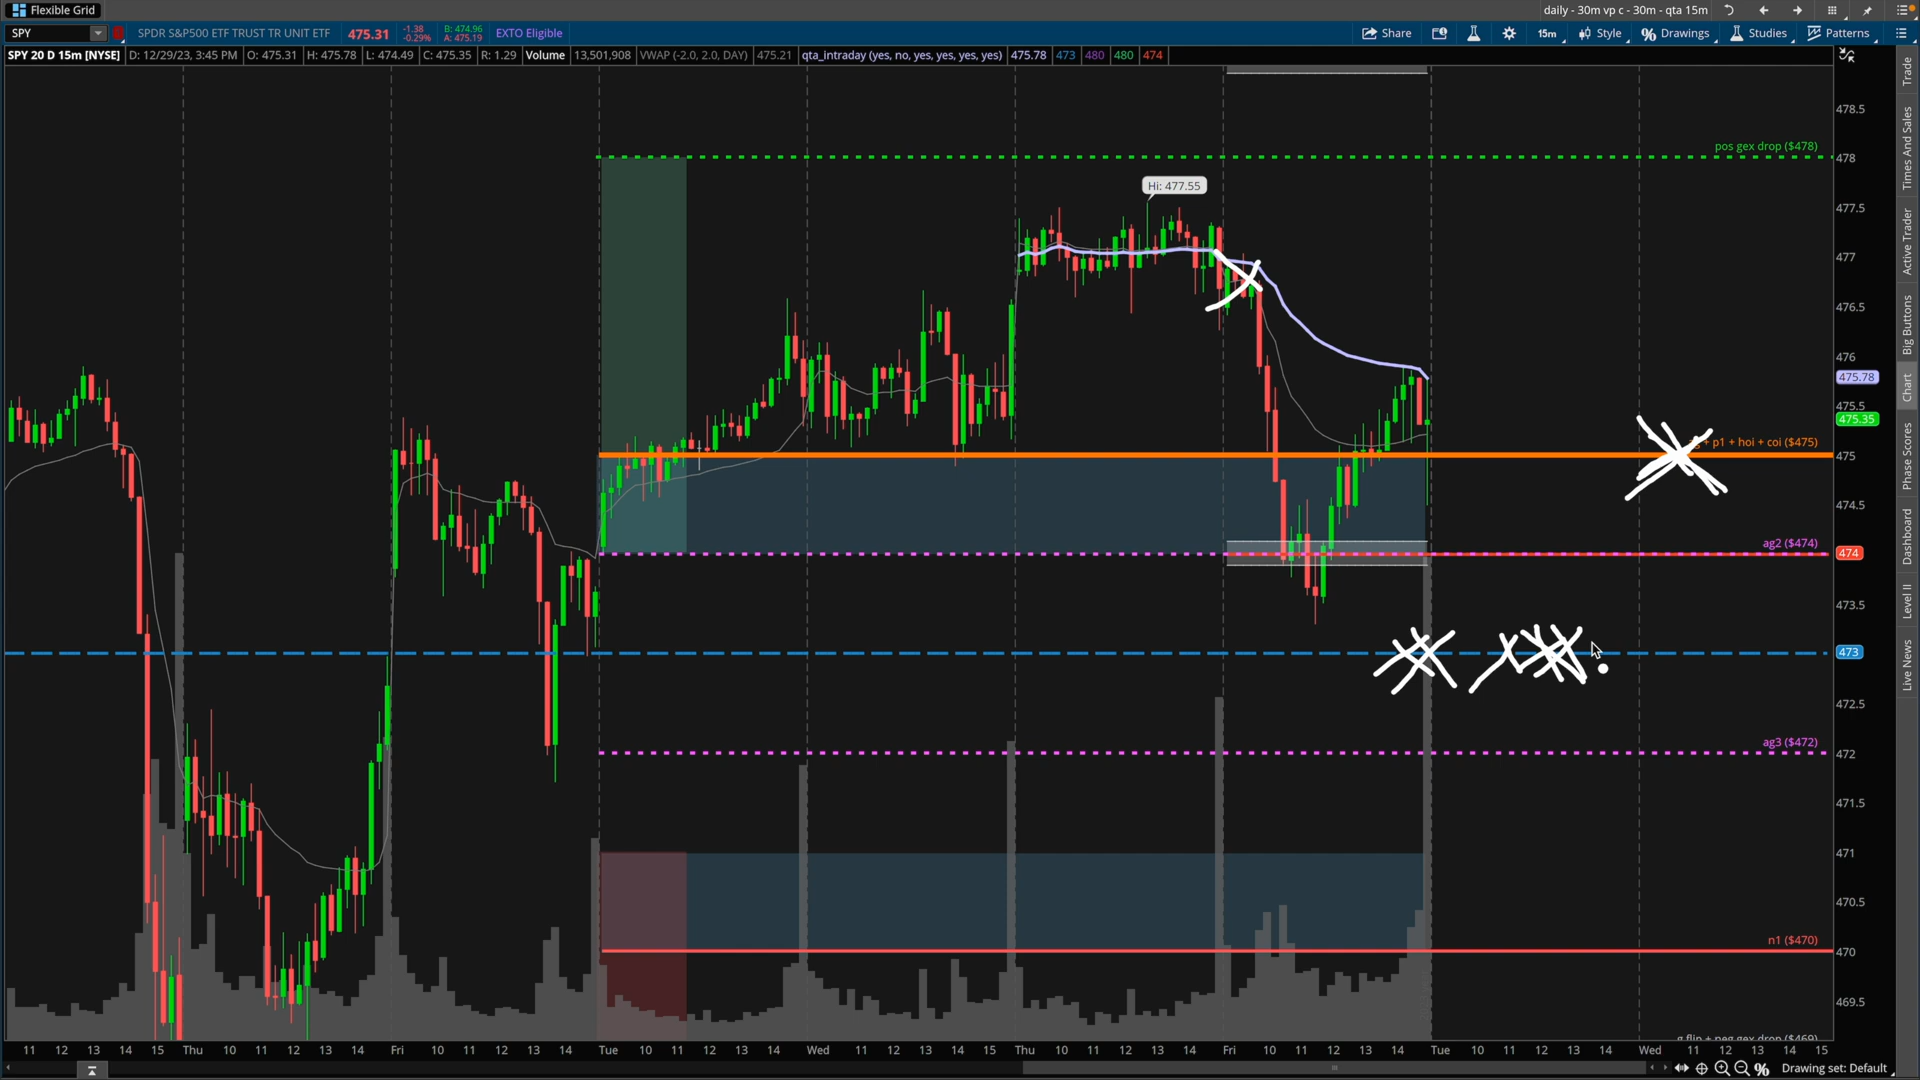 Flexible Grid
daily - 30m vp c - 30m - qta 15m
SPY
SPDR S&P500 ETF TRUST TR UNIT ETF
475.31
-1.38
-0.29%
B: 474.96
A: 475.19
EXTO Eligible
Share
15m
Style
Drawings
Studies
Patterns
SPY 20 D 15m [NYSE]
D: 12/29/23, 3:45 PM
O: 475.31
H: 475.78
L: 474.49
C: 475.35
R: 1.29
Volume
13,501,908
VWAP (-2.0, 2.0, DAY)
475.21
qta_intraday (yes, no, yes, yes, yes, yes)
475.78
473
480
480
474
478.5
pos gex drop ($478)
478
Hi: 477.55
477.5
477
476.5
476
475.78
475.5
475.35
+ p1 + hoi + coi ($475)
475
474.5
ag2 ($474)
474
473.5
473
472.5
ag3 ($472)
472
471.5
471
470.5
n1 ($470)
470
469.5
g flip + neg gex drop ($469)
11 12 13 14 15 Thu 10 11 12 13 14 Fri 10 11 12 13 14 Tue 10 11 12 13 14 Wed 11 12 13 14 15 Thu 10 11 12 13 14 Fri 10 11 12 13 14 Tue 10 11 12 13 14 Wed 11 12 13 14 15
Drawing set: Default
Trade
Times And Sales
Active Trader
Big Buttons
Chart
Phase Scores
Dashboard
Level II
Live News